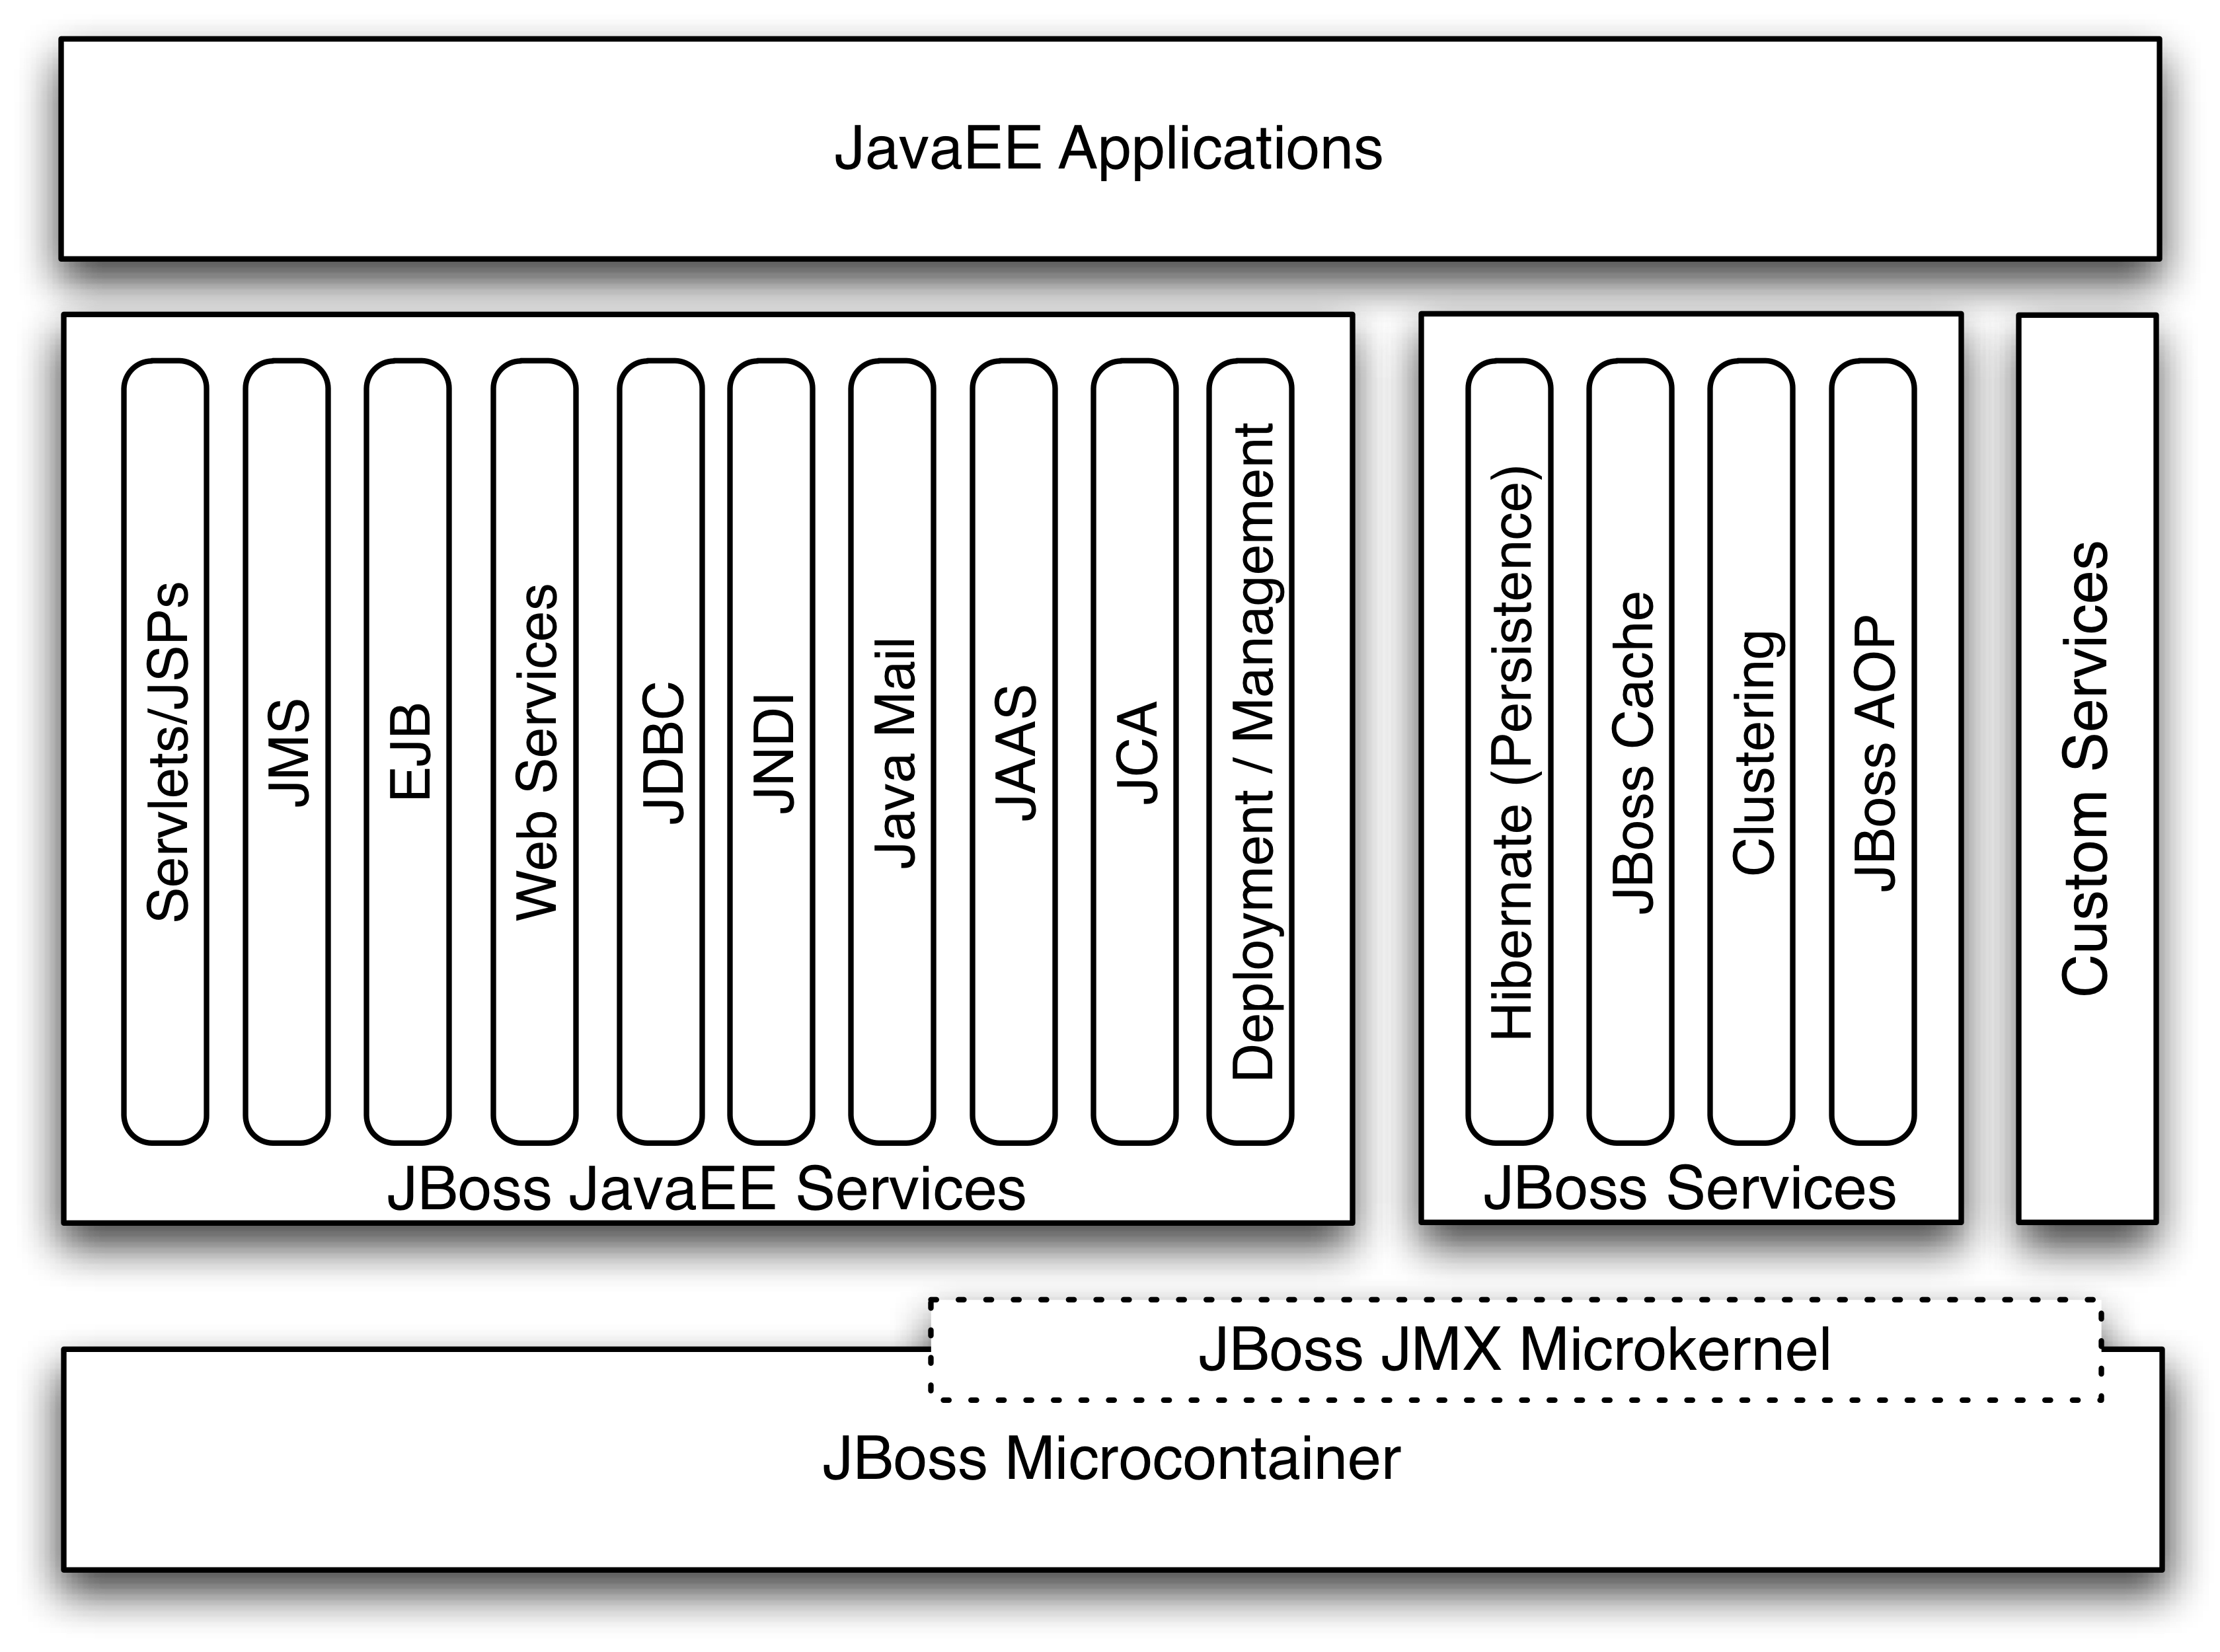 JavaEE Applications
Servlets/JSPs
JMS
EJB
Web Services
JDBC
JNDI
Java Mail
JAAS
JCA
Deployment / Management
JBoss JavaEE Services
Hibernate (Persistence)
JBoss Cache
Clustering
JBoss AOP
JBoss Services
Custom Services
JBoss JMX Microkernel
JBoss Microcontainer